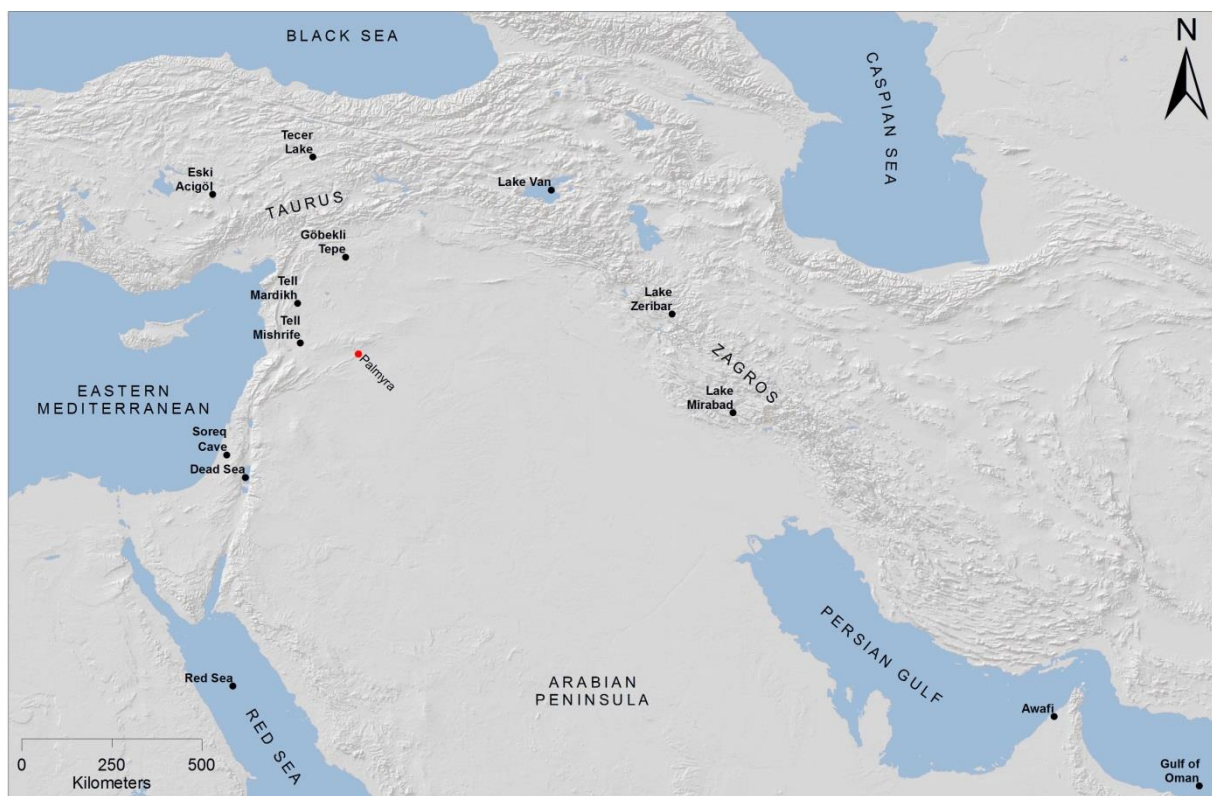 BLACK SEA
N
CASPIAN SEA
Tecer
Lake
Eski
Acigöl
Lake Van
TAURUS
Göbekli
Tepe
Tell
Mardikh
Lake
Zeribar
Tell
Mishrife
Palmyra
ZAGROS
EASTERN
MEDITERRANEAN
Lake
Mirabad
Soreq
Cave
Dead Sea
PERSIAN GULF
ARABIAN
PENINSULA
Red Sea
RED SEA
Awafi
Gulf of
Oman
0 250 500
Kilometers